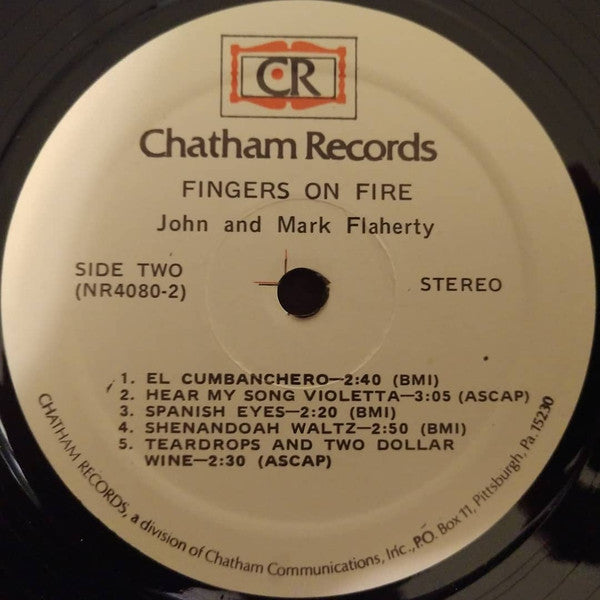 CR
Chatham Records
FINGERS ON FIRE
John and Mark Flaherty
SIDE TWO
(NR4080-2)
STEREO
1. EL CUMBANCHERO—2:40 (BMI)
2. HEAR MY SONG VIOLETTA—3:05 (ASCAP)
3. SPANISH EYES—2:20 (BMI)
4. SHENANDOAH WALTZ—2:50 (BMI)
5. TEARDROPS AND TWO DOLLAR
WINE—2:30 (ASCAP)
CHATHAM RECORDS, a division of Chatham Communications, Inc., P.O. Box 11, Pittsburgh, Pa. 15230